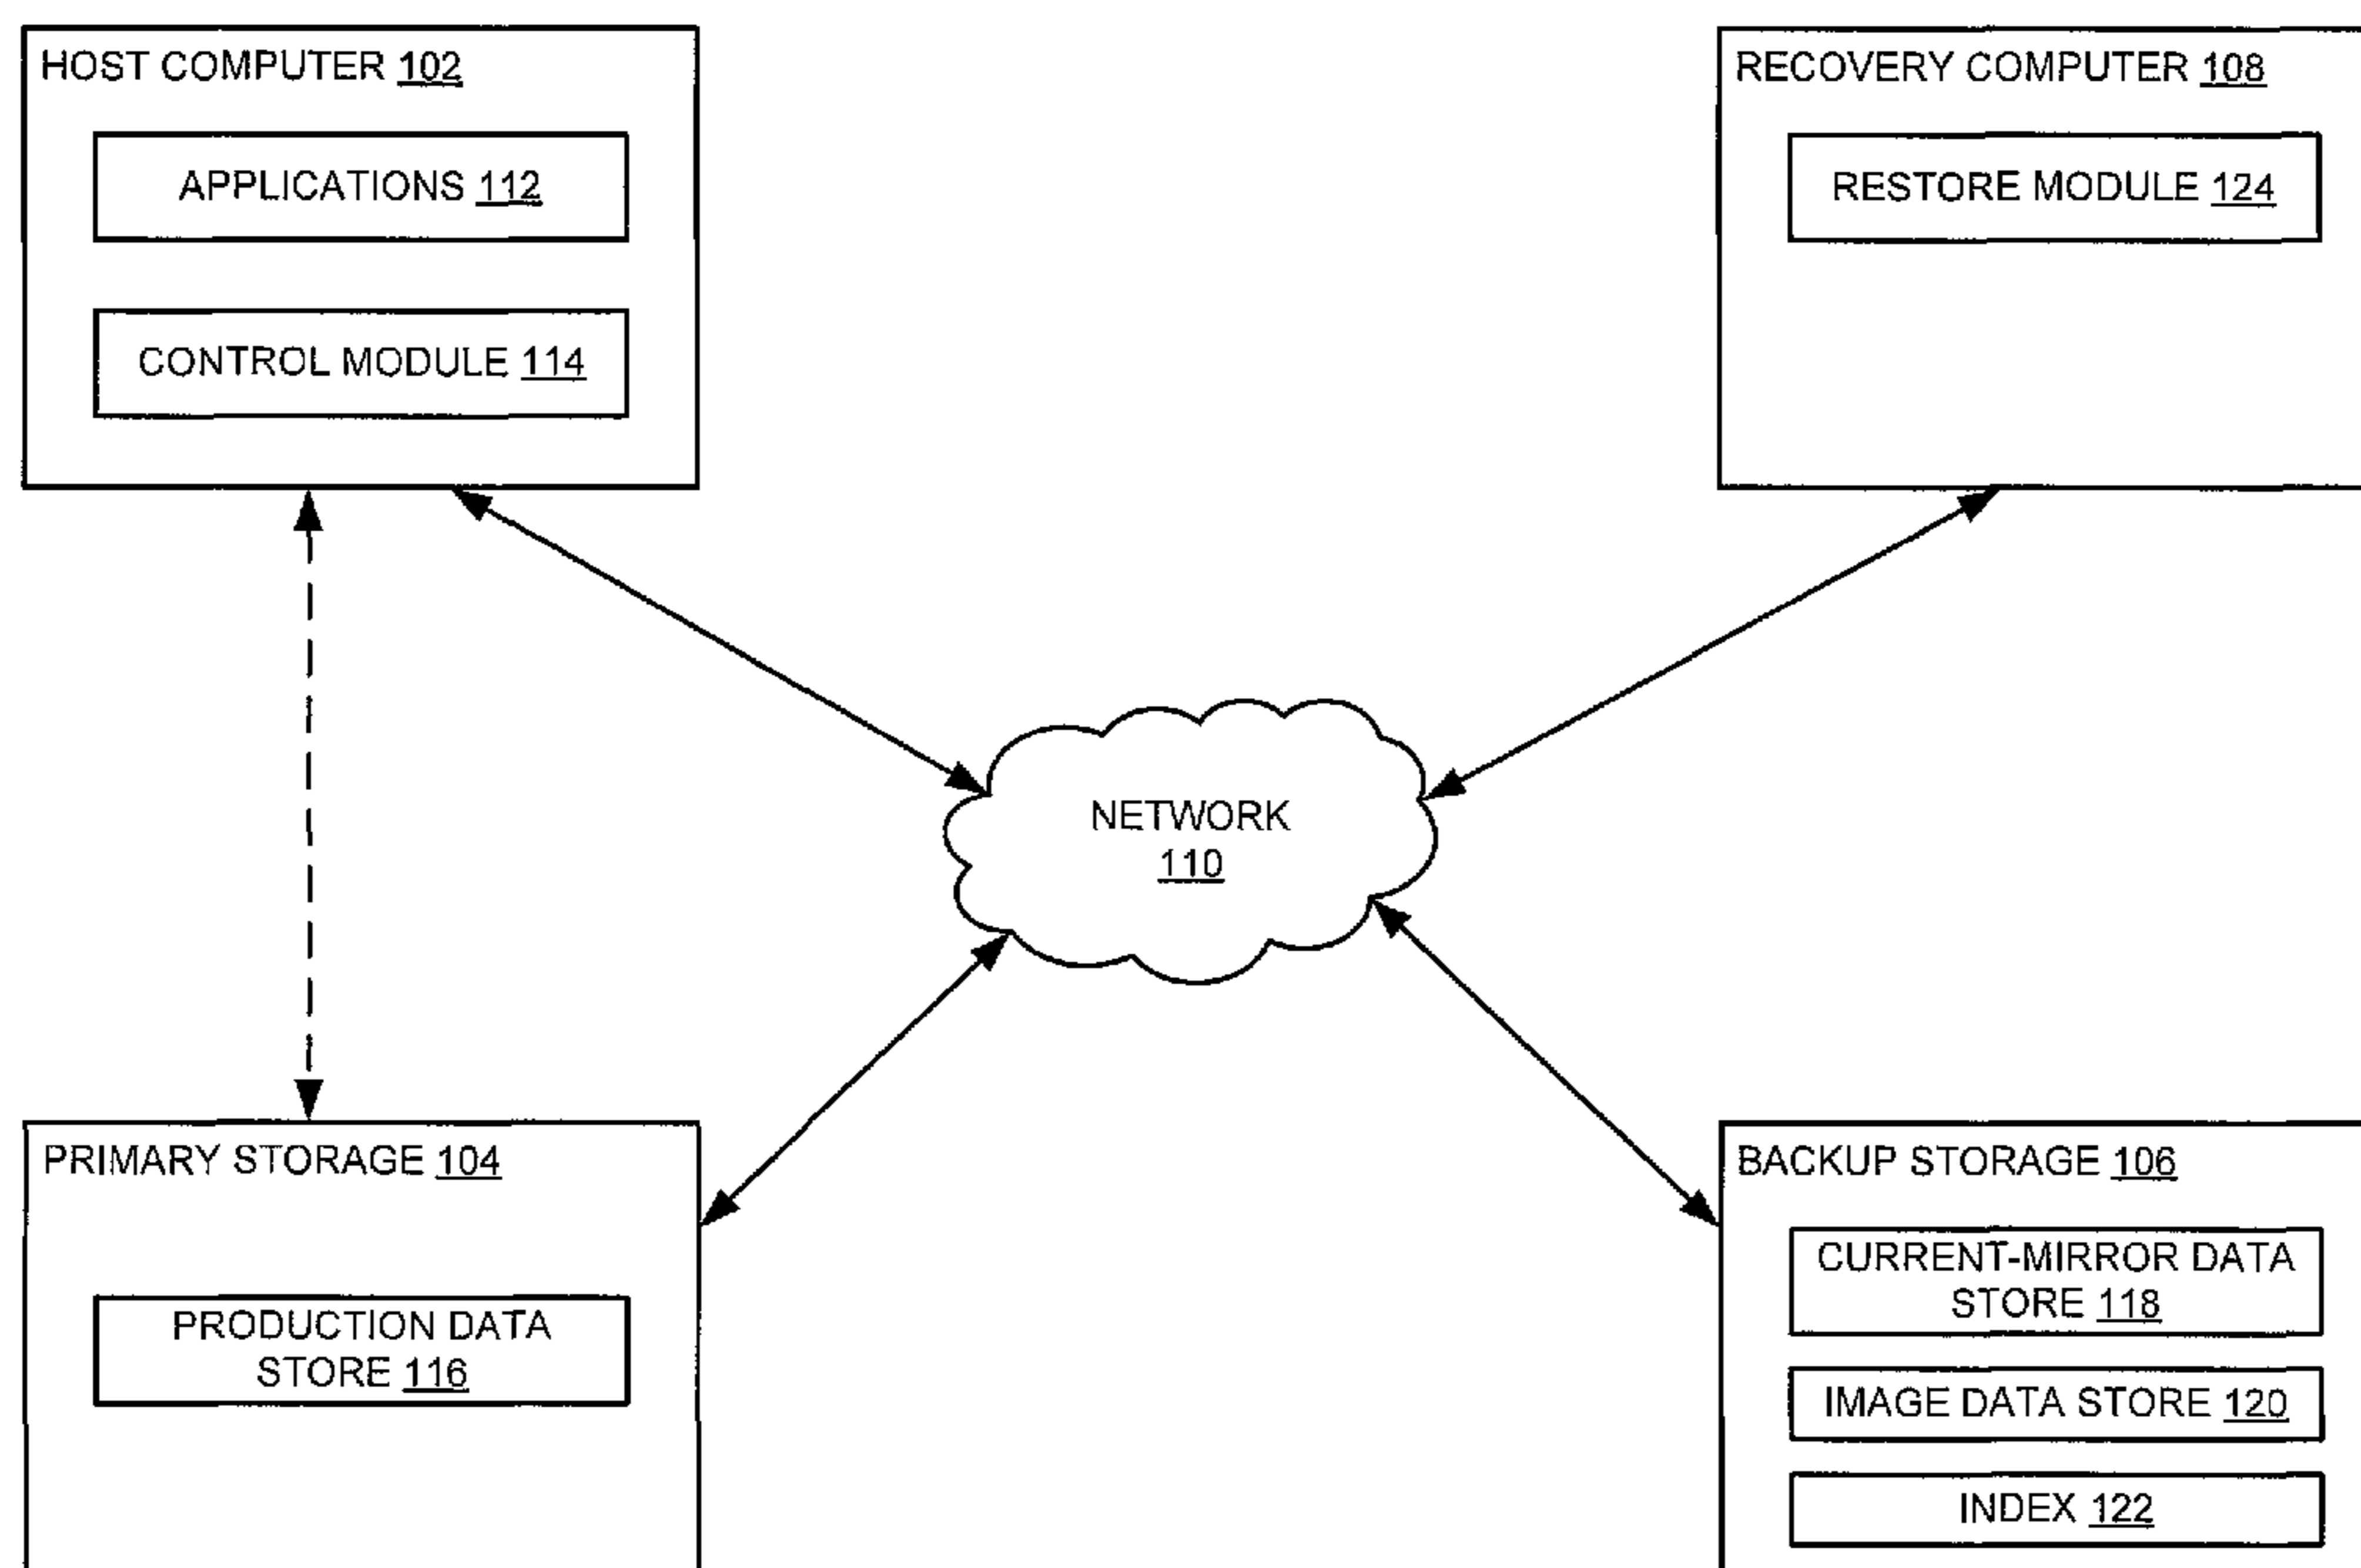 HOST COMPUTER 102
APPLICATIONS 112
CONTROL MODULE 114
RECOVERY COMPUTER 108
RESTORE MODULE 124
NETWORK
110
PRIMARY STORAGE 104
PRODUCTION DATA
STORE 116
BACKUP STORAGE 106
CURRENT-MIRROR DATA
STORE 118
IMAGE DATA STORE 120
INDEX 122